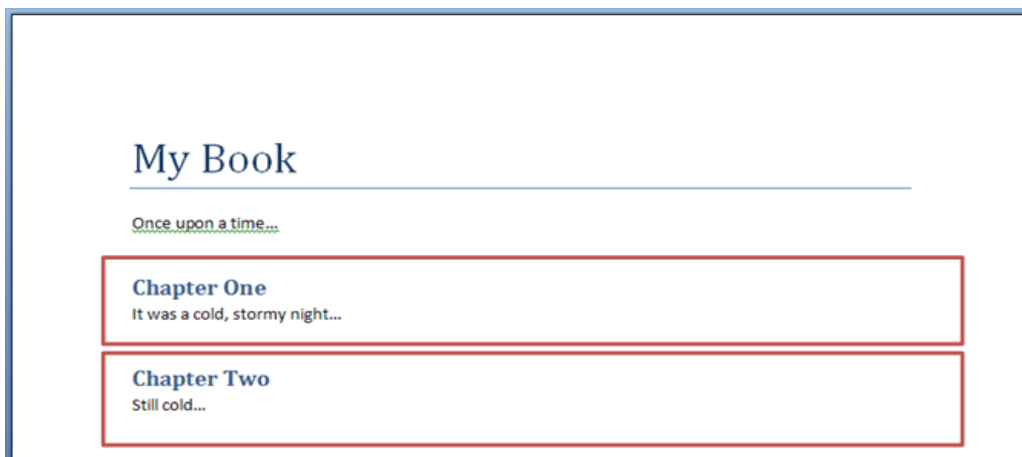 My Book
Once upon a time...
Chapter One
It was a cold, stormy night...
Chapter Two
Still cold...